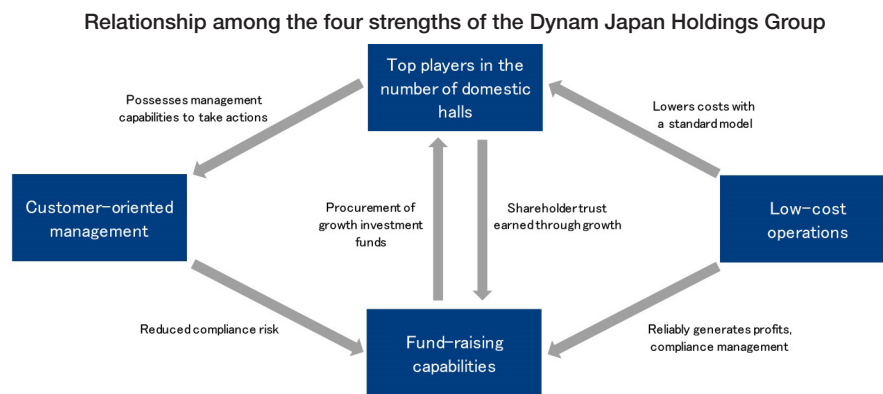 Relationship among the four strengths of the Dynam Japan Holdings Group
Top players in the
number of domestic
halls
Possesses management
capabilities to take actions
Lowers costs with
a standard model
Customer-oriented
management
Procurement of
growth investment
funds
Shareholder trust
earned through growth
Low-cost
operations
Reduced compliance risk
Fund-raising
capabilities
Reliably generates profits,
compliance management